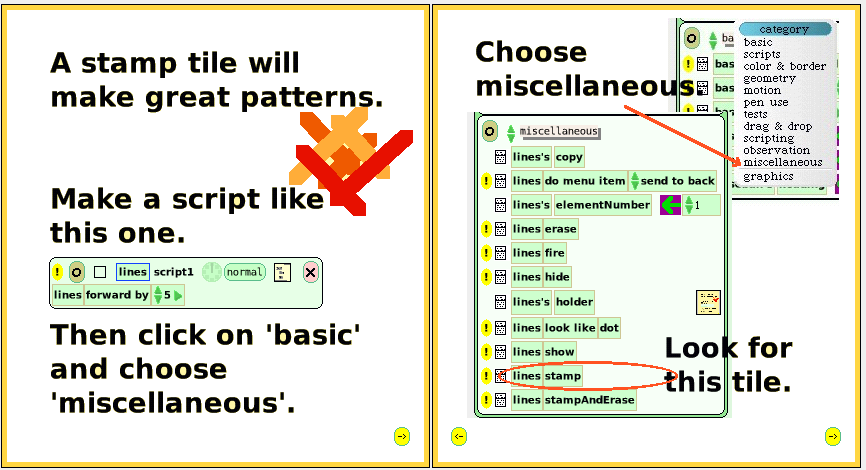 A stamp tile will
make great patterns.
Make a script like
this one.
! lines script1 normal
lines forward by 5
Then click on 'basic'
and choose
'miscellaneous'.
Choose
miscellaneous
category
basic
scripts
color & border
geometry
motion
pen use
tests
drag & drop
scripting
observation
miscellaneous
graphics
miscellaneous
lines's copy
! lines do menu item send to back
lines's elementNumber 1
! lines erase
! lines fire
! lines hide
lines's holder
! lines look like dot
! lines show
! lines stamp
! lines stampAndErase
Look for
this tile.